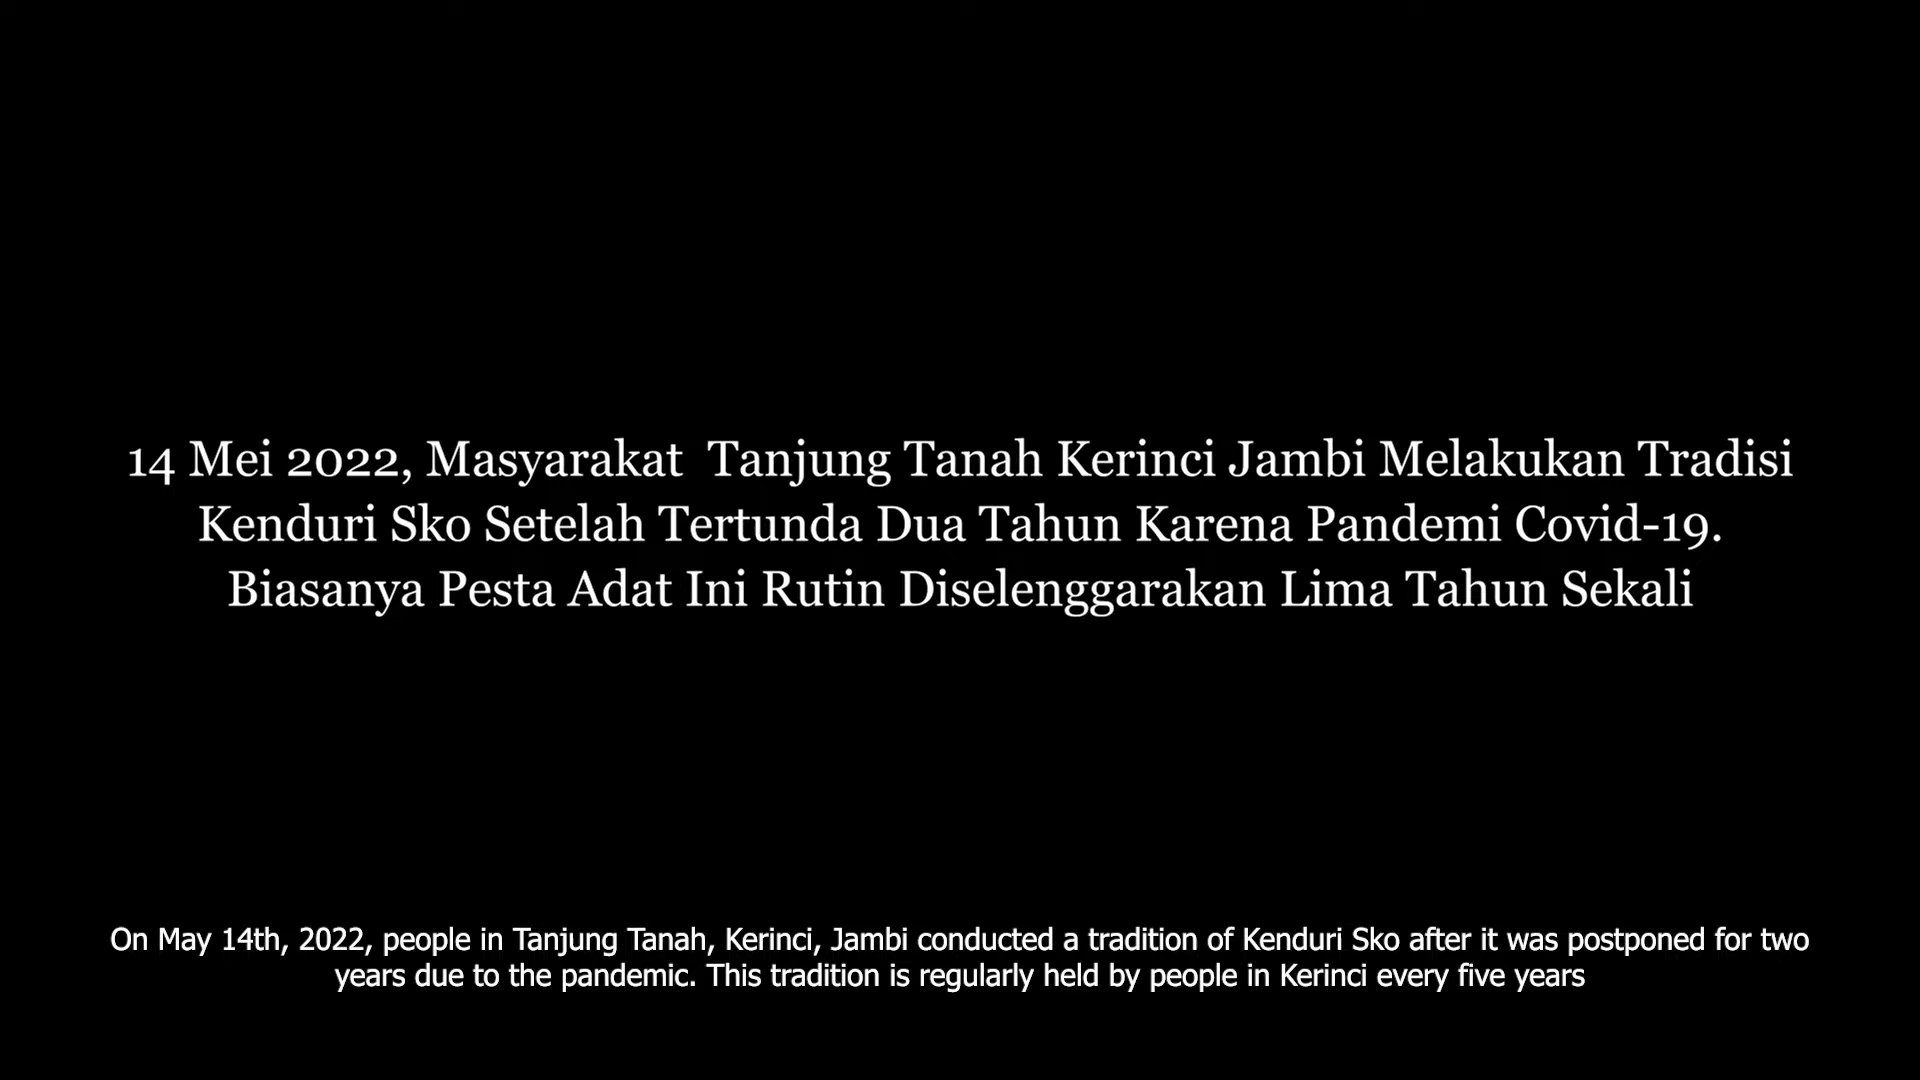 14 Mei 2022, Masyarakat  Tanjung Tanah Kerinci Jambi Melakukan Tradisi
Kenduri Sko Setelah Tertunda Dua Tahun Karena Pandemi Covid-19.
Biasanya Pesta Adat Ini Rutin Diselenggarakan Lima Tahun Sekali
On May 14th, 2022, people in Tanjung Tanah, Kerinci, Jambi conducted a tradition of Kenduri Sko after it was postponed for two
years due to the pandemic. This tradition is regularly held by people in Kerinci every five years